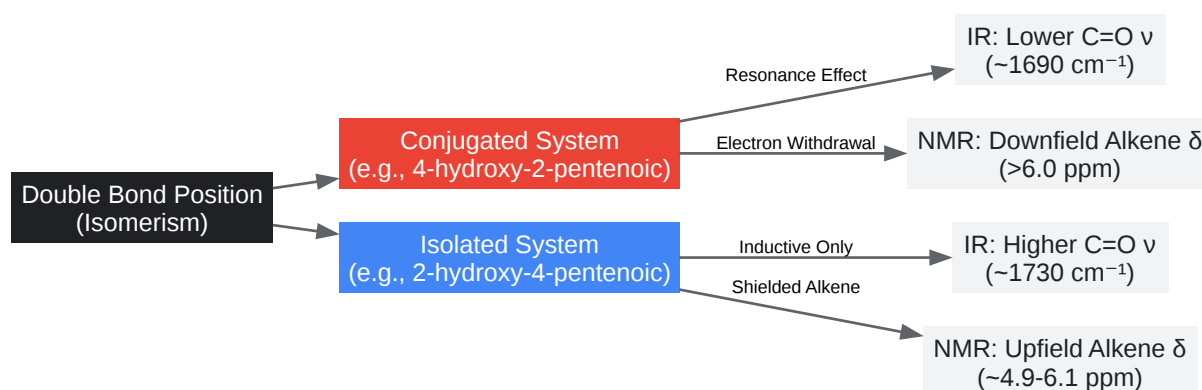 Double Bond Position
(Isomerism)
Conjugated System
(e.g., 4-hydroxy-2-pentenoic)
Isolated System
(e.g., 2-hydroxy-4-pentenoic)
Resonance Effect
Electron Withdrawal
Inductive Only
Shielded Alkene
IR: Lower C=O ν
(~1690 cm⁻¹)
NMR: Downfield Alkene δ
(>6.0 ppm)
IR: Higher C=O ν
(~1730 cm⁻¹)
NMR: Upfield Alkene δ
(~4.9-6.1 ppm)